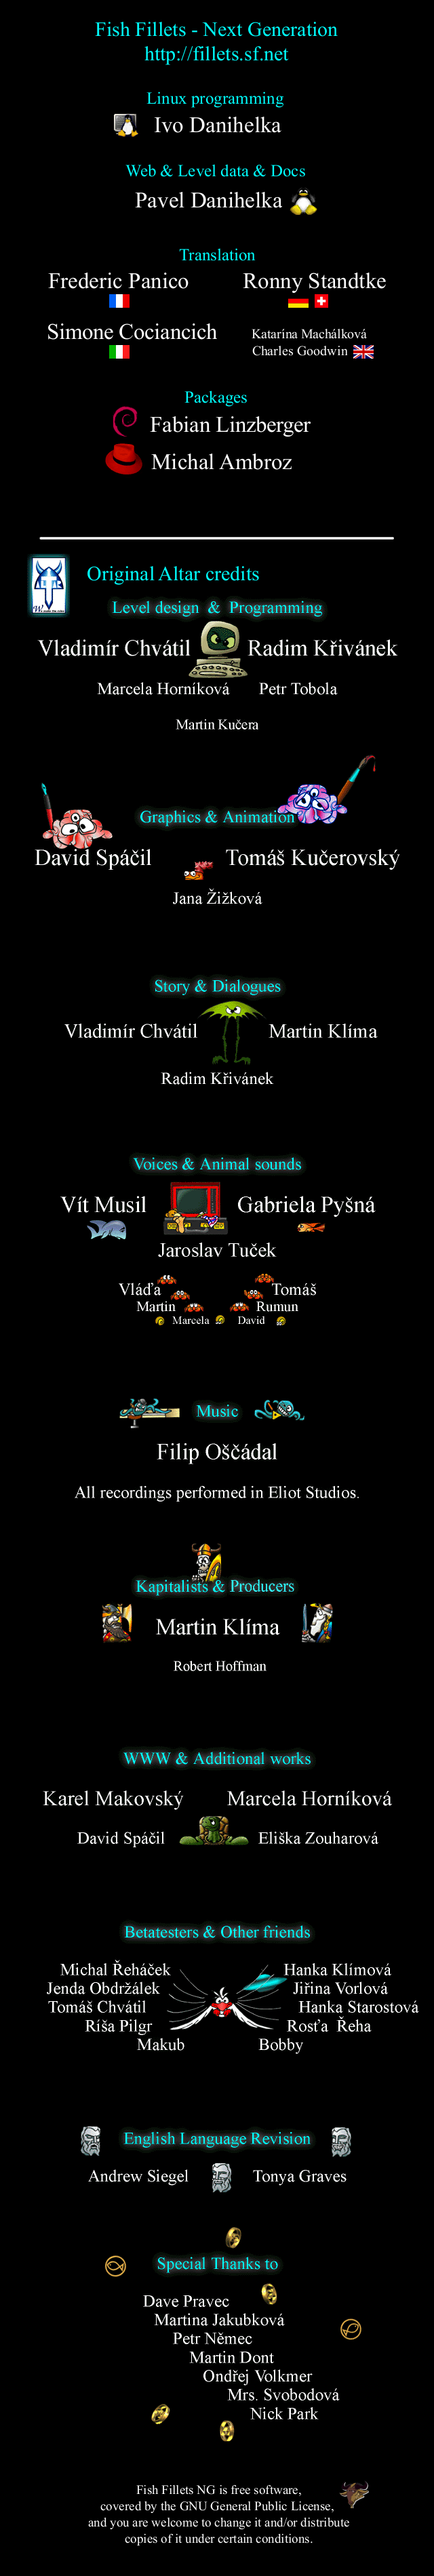 Fish Fillets - Next Generation
http://fillets.sf.net
Linux programming
Ivo Danihelka
Web & Level data & Docs
Pavel Danihelka
Translation
Frederic Panico Ronny Standtke
Simone Cociancich Katarína Machálková
Charles Goodwin
Packages
Fabian Linzberger
Michal Ambroz
Original Altar credits
Level design & Programming
Vladimír Chvátil Radim Křivánek
Marcela Horníková Petr Tobola
Martin Kučera
Graphics & Animation
David Spáčil Tomáš Kučerovský
Jana Žižková
Story & Dialogues
Vladimír Chvátil Martin Klíma
Radim Křivánek
Voices & Animal sounds
Vít Musil Gabriela Pyšná
Jaroslav Tuček
Vláďa Tomáš
Martin Rumun
Marcela David
Music
Filip Oščádal
All recordings performed in Eliot Studios.
Kapitalists & Producers
Martin Klíma
Robert Hoffman
WWW & Additional works
Karel Makovský Marcela Horníková
David Spáčil Eliška Zouharová
Betatesters & Other friends
Michal Řeháček Hanka Klímová
Jenda Obdržálek Jiřina Vorlová
Tomáš Chvátil Hanka Starostová
Ríša Pilgr Rosťa Řeha
Makub Bobby
English Language Revision
Andrew Siegel Tonya Graves
Special Thanks to
Dave Pravec
Martina Jakubková
Petr Němec
Martin Dont
Ondřej Volkmer
Mrs. Svobodová
Nick Park
Fish Fillets NG is free software,
covered by the GNU General Public License,
and you are welcome to change it and/or distribute
copies of it under certain conditions.